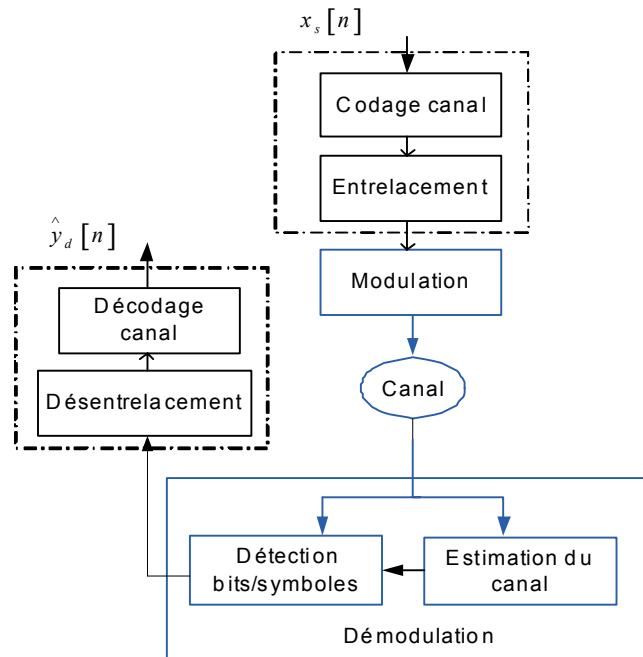 x_s [n]
Codage canal
Entrelacement
Modulation
Canal
ŷ_d [n]
Décodage
canal
Désentrelacement
Détection
bits/symboles
Estimation du
canal
Démodulation